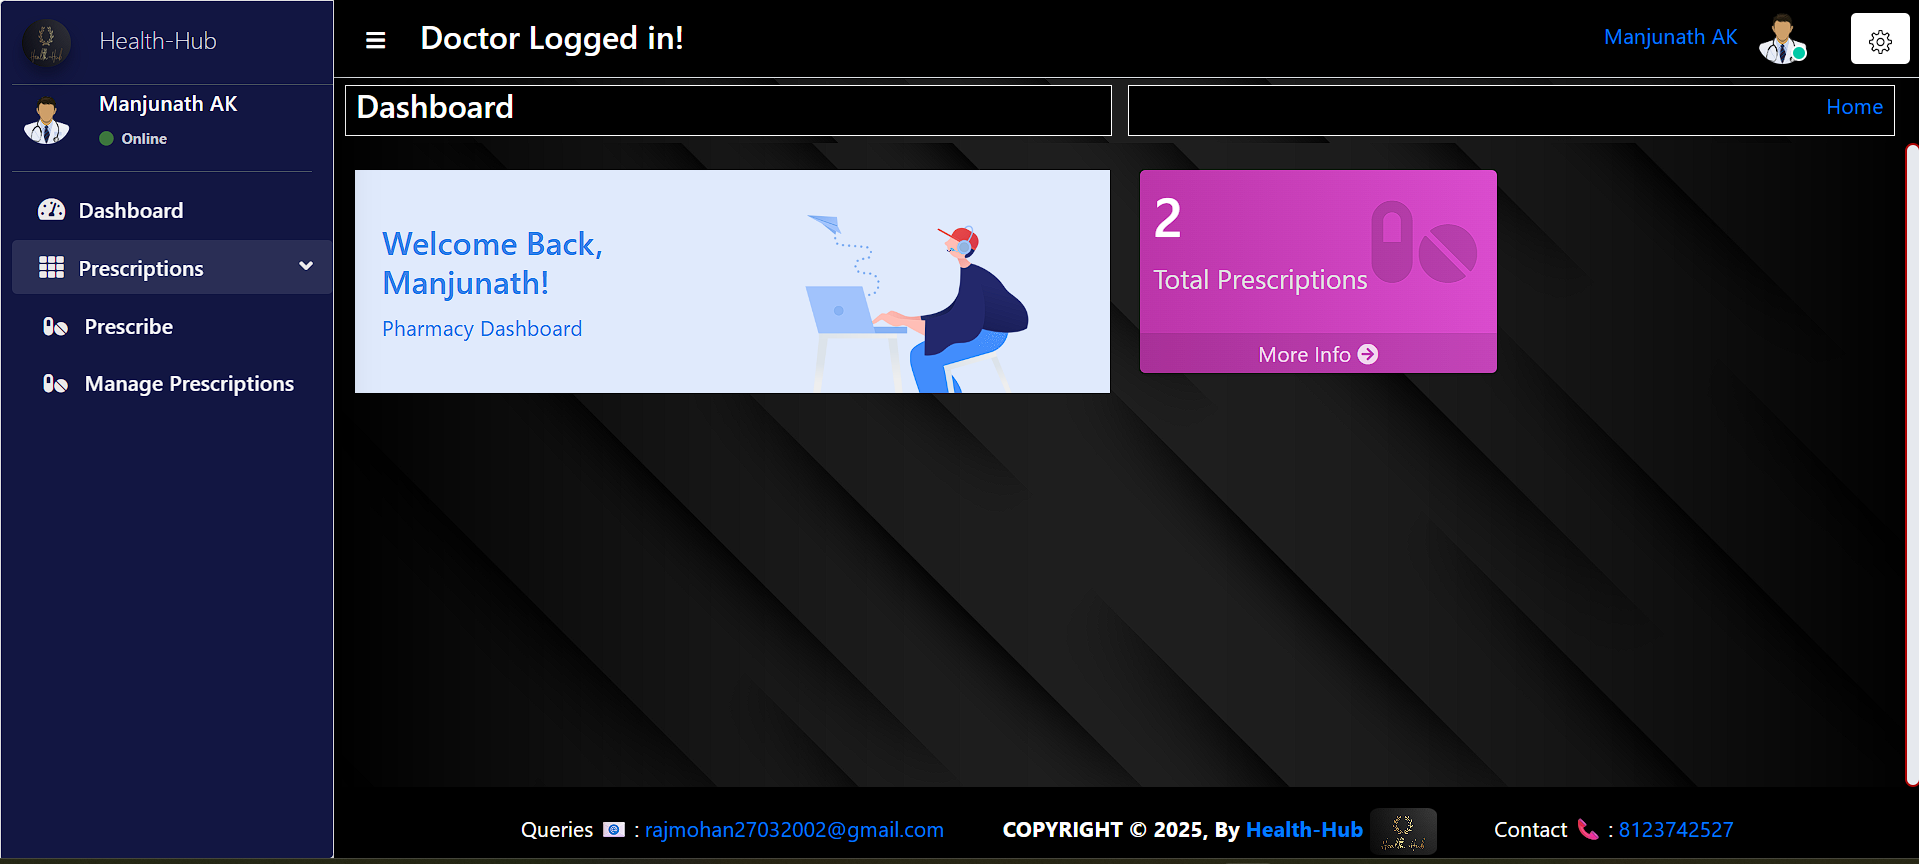 Health-Hub
Manjunath AK
Online
Dashboard
Prescriptions
Prescribe
Manage Prescriptions
Doctor Logged in!
Manjunath AK
Dashboard
Home
Welcome Back,
Manjunath!
Pharmacy Dashboard
2
Total Prescriptions
More Info
Queries 📧 : rajmohan27032002@gmail.com
COPYRIGHT © 2025, By Health-Hub
Contact 📞 : 8123742527